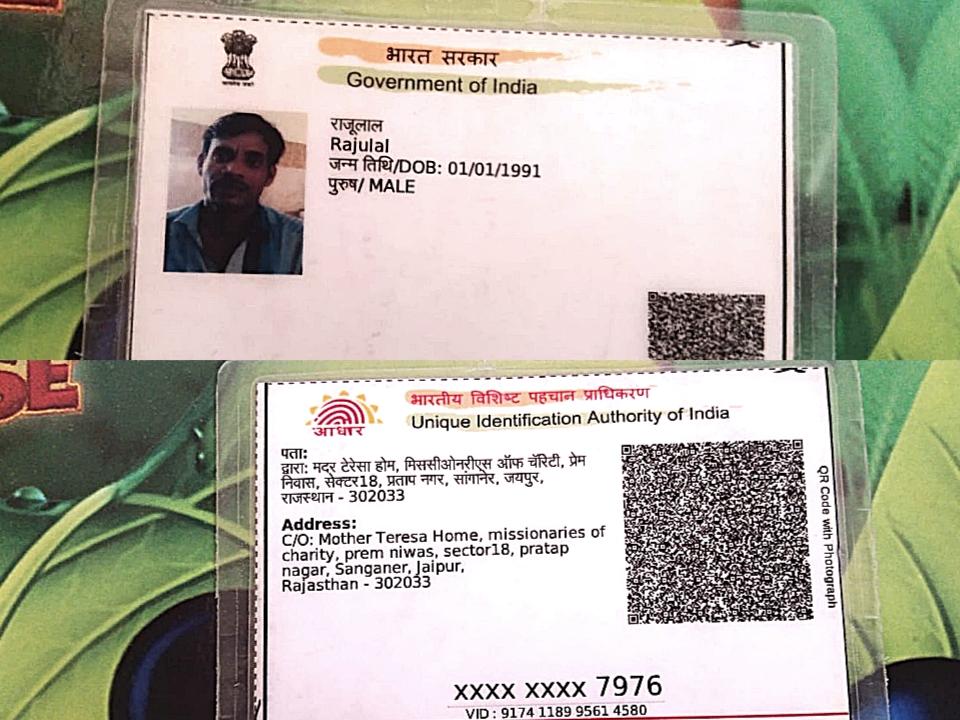 भारत सरकार
Government of India
राजूलाल
Rajulal
जन्म तिथि/DOB: 01/01/1991
पुरुष/ MALE
SE
आधार
भारतीय विशिष्ट पहचान प्राधिकरण
Unique Identification Authority of India
पता:
द्वारा: मदर टेरेसा होम, मिससीओनरीएस ऑफ चॅरिटी, प्रेम
निवास, सेक्टर18, प्रताप नगर, सांगानेर, जयपुर,
राजस्थान - 302033
Address:
C/O: Mother Teresa Home, missionaries of
charity, prem niwas, sector18, pratap
nagar, Sanganer, Jaipur,
Rajasthan - 302033
QR Code with Photograph
xxxx xxxx 7976
VID : 9174 1189 9561 4580